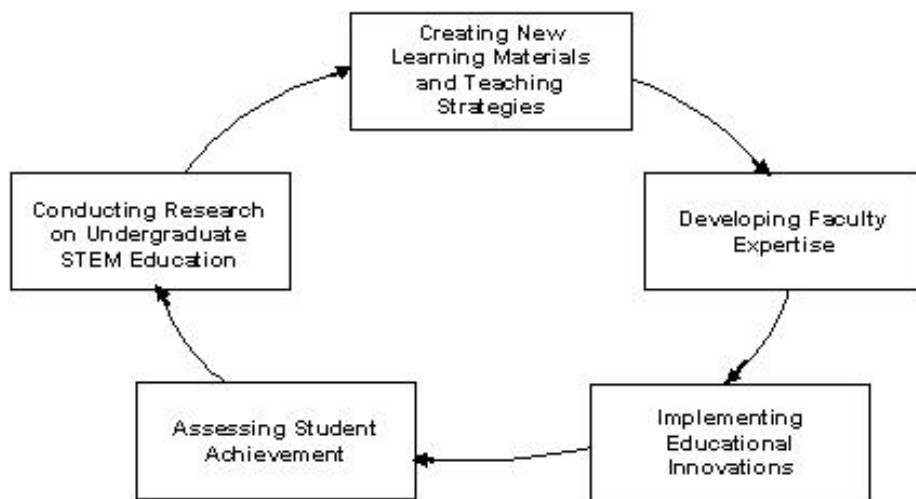 Creating New
Learning Materials
and Teaching
Strategies
Developing Faculty
Expertise
Implementing
Educational
Innovations
Assessing Student
Achievement
Conducting Research
on Undergraduate
STEM Education